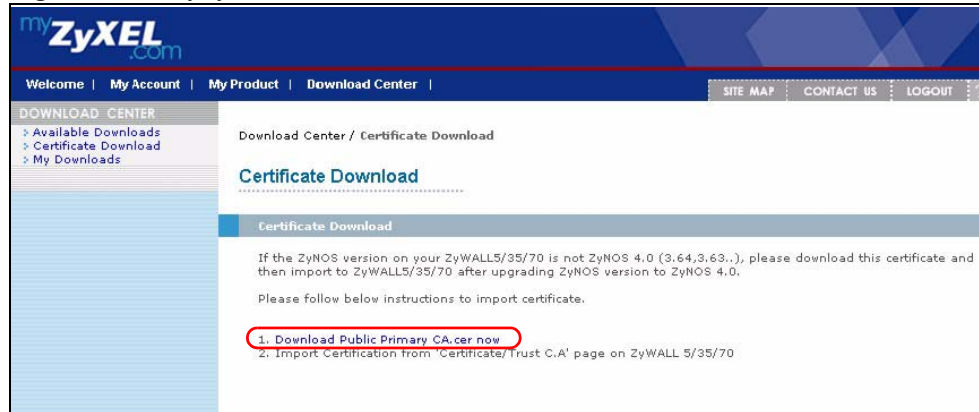 myZyXEL.com
Welcome | My Account | My Product | Download Center |
SITE MAP CONTACT US LOGOUT
DOWNLOAD CENTER
Available Downloads
Certificate Download
My Downloads
Download Center / Certificate Download
Certificate Download
Certificate Download
If the ZyNOS version on your ZyWALL5/35/70 is not ZyNOS 4.0 (3.64,3.63..), please download this certificate and
then import to ZyWALL5/35/70 after upgrading ZyNOS version to ZyNOS 4.0.
Please follow below instructions to import certificate.
1. Download Public Primary CA.cer now
2. Import Certification from 'Certificate/Trust C.A' page on ZyWALL 5/35/70